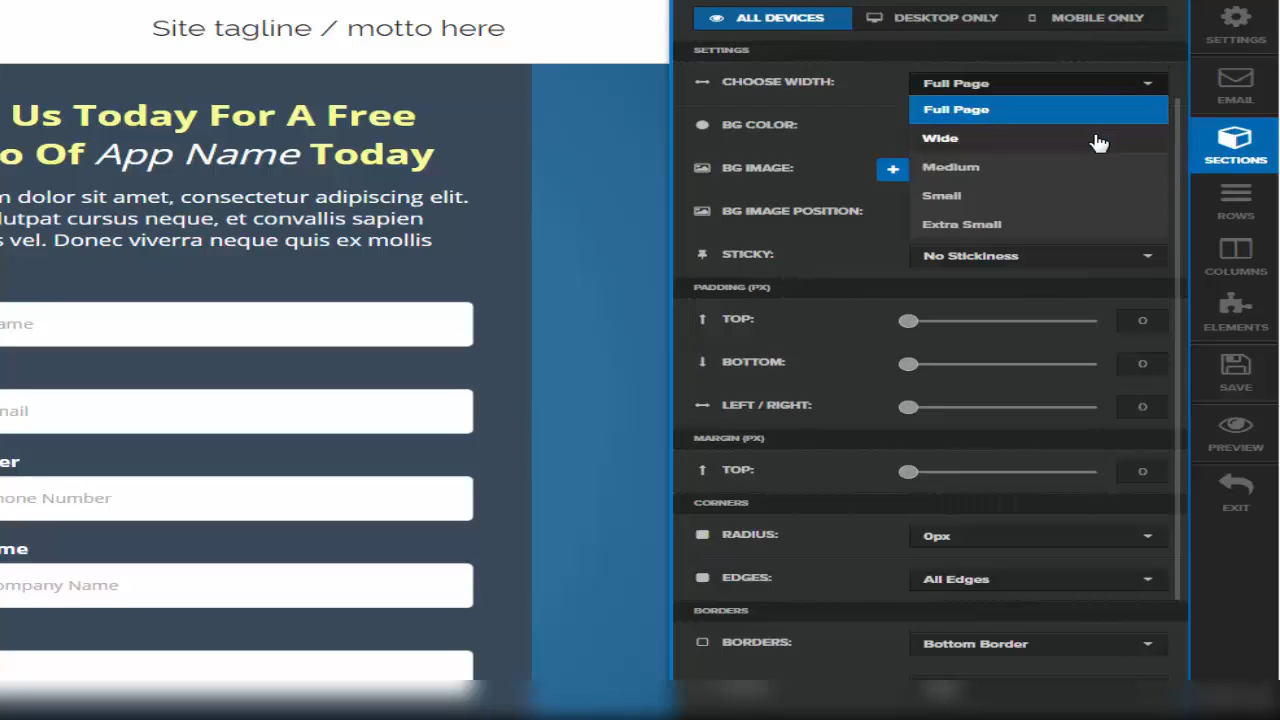 Site tagline / motto here
Us Today For A Free
o Of App Name Today
m dolor sit amet, consectetur adipiscing elit.
lutpat cursus neque, et convallis sapien
s vel. Donec viverra neque quis ex mollis
ame
mail
er
hone Number
me
ompany Name
ALL DEVICES
DESKTOP ONLY
MOBILE ONLY
SETTINGS
CHOOSE WIDTH:
Full Page
Full Page
BG COLOR:
Wide
BG IMAGE:
+
Medium
Small
BG IMAGE POSITION:
Extra Small
STICKY:
No Stickiness
PADDING (PX)
TOP:
0
BOTTOM:
0
LEFT / RIGHT:
0
MARGIN (PX)
TOP:
0
CORNERS
RADIUS:
0px
EDGES:
All Edges
BORDERS
BORDERS:
Bottom Border
SETTINGS
EMAIL
SECTIONS
ROWS
COLUMNS
ELEMENTS
SAVE
PREVIEW
EXIT